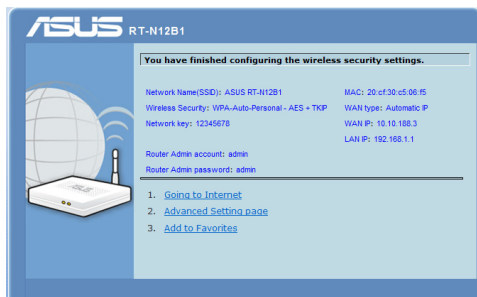 ASUS RT-N12B1
You have finished configuring the wireless security settings.
Network Name(SSID): ASUS RT-N12B1
Wireless Security: WPA-Auto-Personal - AES + TKIP
Network key: 12345678
Router Admin account: admin
Router Admin password: admin
MAC: 20:cf:30:c5:06:f5
WAN type: Automatic IP
WAN IP: 10.10.188.3
LAN IP: 192.168.1.1
1. Going to Internet
2. Advanced Setting page
3. Add to Favorites